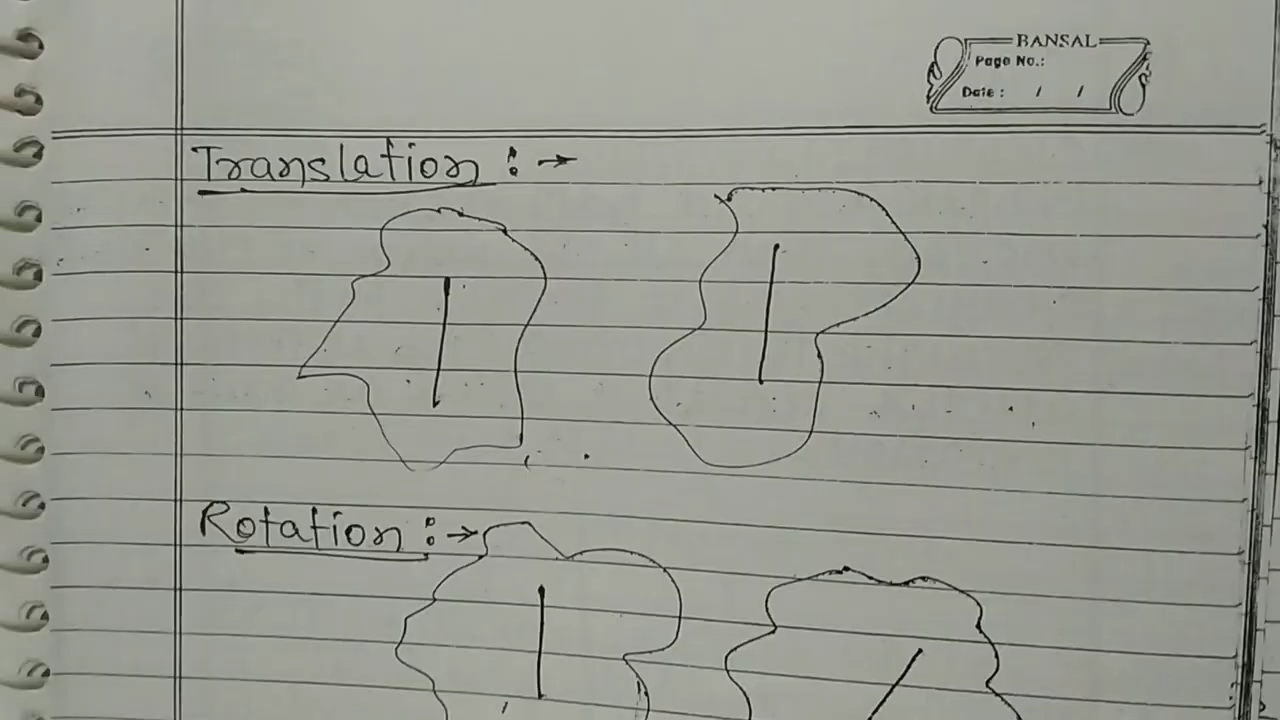 BANSAL
Page No.:
Date : / /
Translation :→
Rotation :→